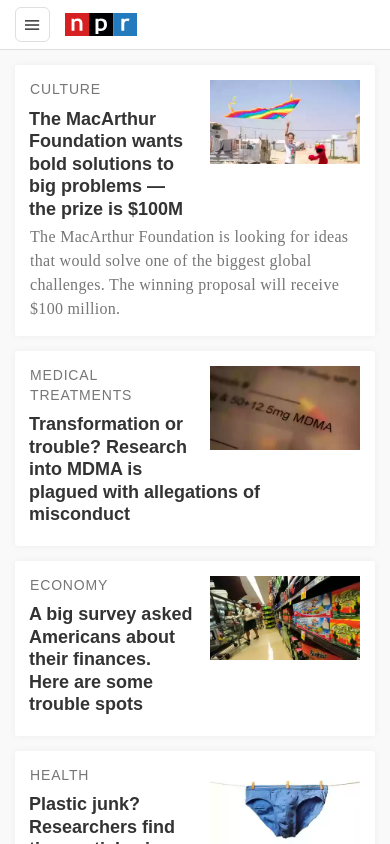 npr
CULTURE
The MacArthur
Foundation wants
bold solutions to
big problems —
the prize is $100M
The MacArthur Foundation is looking for ideas
that would solve one of the biggest global
challenges. The winning proposal will receive
$100 million.
MEDICAL
TREATMENTS
Transformation or
trouble? Research
into MDMA is
plagued with allegations of
misconduct
& 50+12.5mg MDMA
ECONOMY
A big survey asked
Americans about
their finances.
Here are some
trouble spots
HEALTH
Plastic junk?
Researchers find